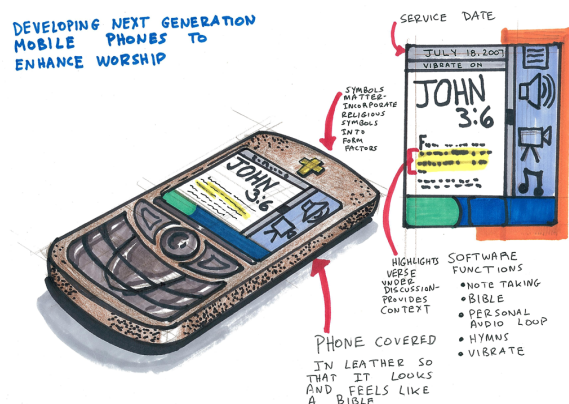 DEVELOPING NEXT GENERATION
MOBILE PHONES TO
ENHANCE WORSHIP
SERVICE DATE
JULY 18, 2007
VIBRATE ON
JOHN
3:6
SYMBOLS
MATTER-
INCORPORATE
RELIGIOUS
SYMBOLS
INTO
FORM
FACTORS
JOHN
3:6
HIGHLIGHTS
VERSE
UNDER
DISCUSSION-
PROVIDES
CONTEXT
SOFTWARE
FUNCTIONS
• NOTE TAKING
• BIBLE
• PERSONAL
AUDIO LOOP
• HYMNS
• VIBRATE
PHONE COVERED
IN LEATHER SO
THAT IT LOOKS
AND FEELS LIKE
A BIBLE